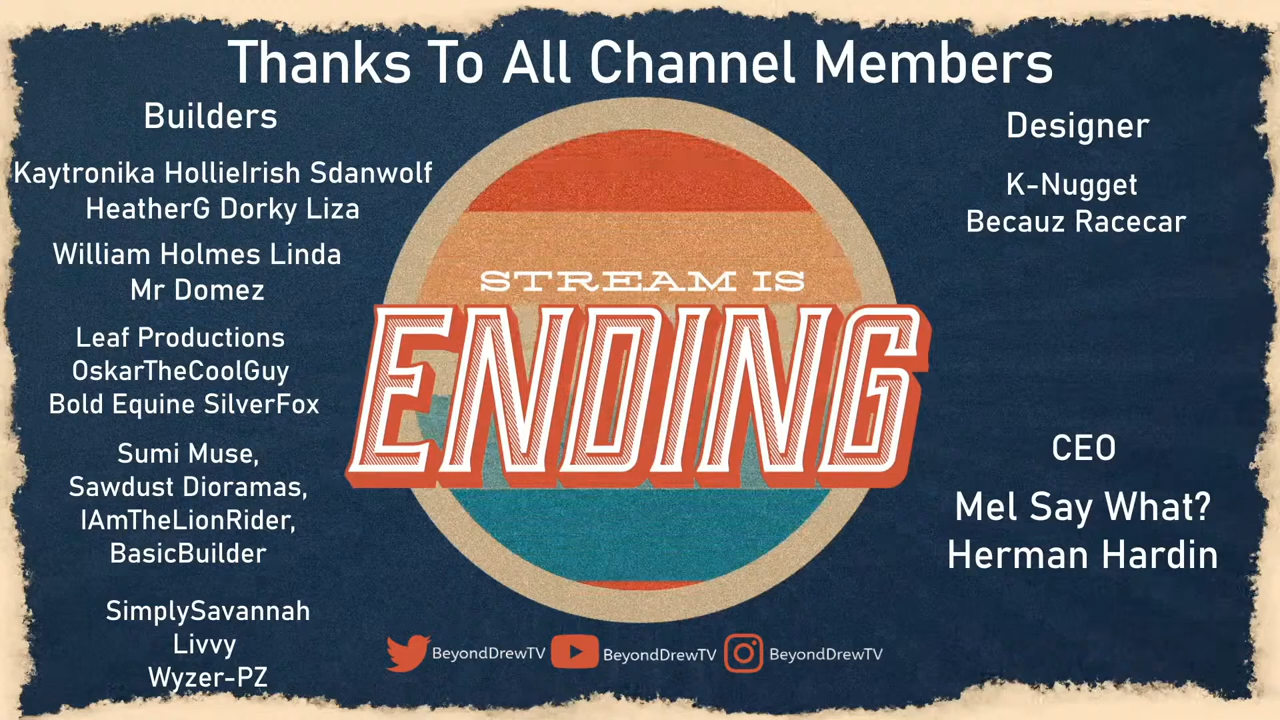 Thanks To All Channel Members
Builders
Kaytronika HollieIrish Sdanwolf
HeatherG Dorky Liza
William Holmes Linda
Mr Domez
Leaf Productions
OskarTheCoolGuy
Bold Equine SilverFox
Sumi Muse,
Sawdust Dioramas,
IAmTheLionRider,
BasicBuilder
SimplySavannah
Livvy
Wyzer-PZ
STREAM IS
ENDING
BeyondDrewTV BeyondDrewTV BeyondDrewTV
Designer
K-Nugget
Becauz Racecar
CEO
Mel Say What?
Herman Hardin